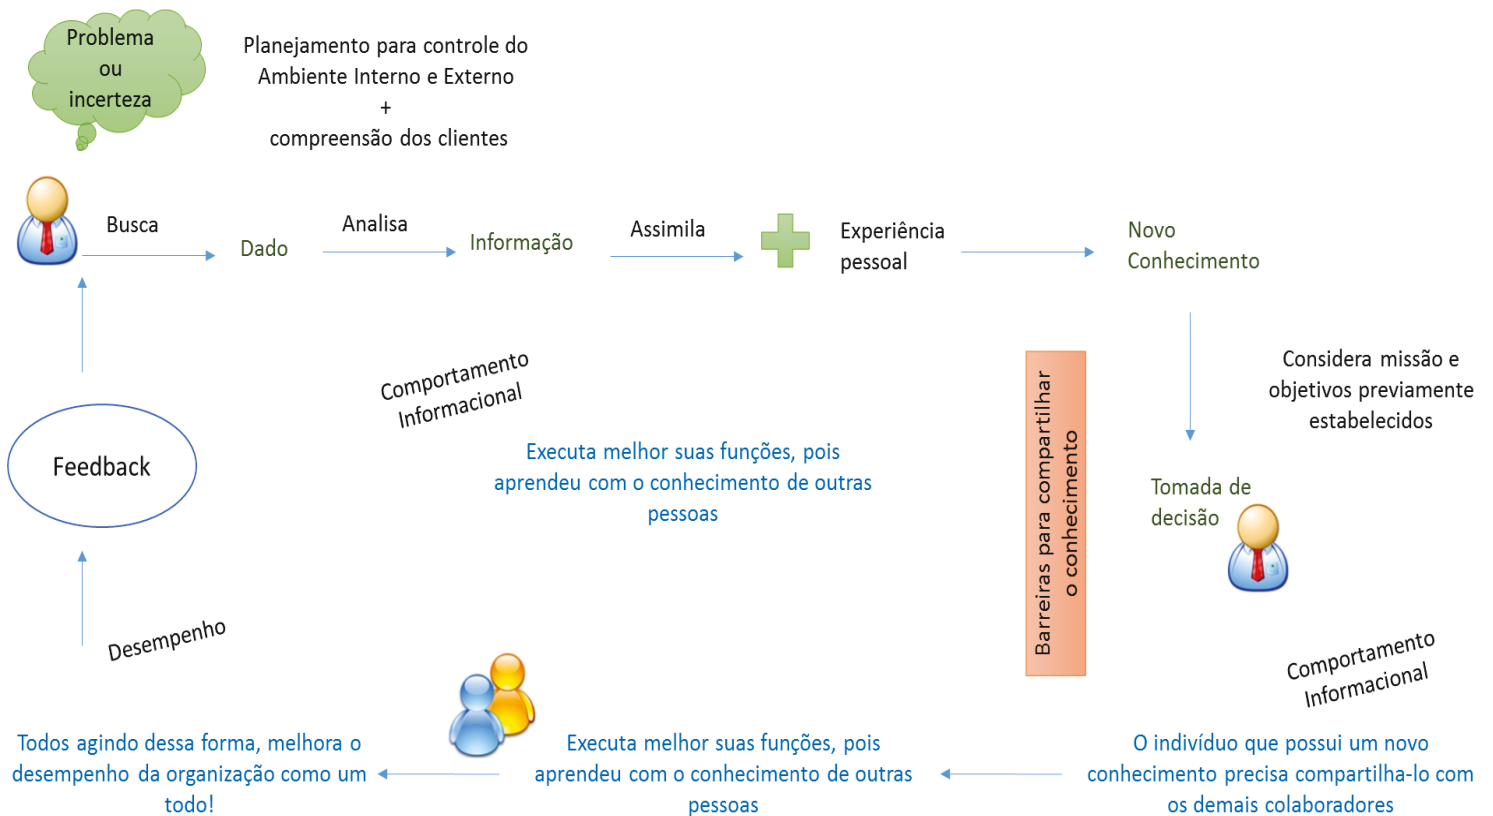 Problema
ou
incerteza
Planejamento para controle do
Ambiente Interno e Externo
+
compreensão dos clientes
Busca
Dado
Analisa
Informação
Assimila
Experiência
pessoal
Novo
Conhecimento
Comportamento
Informacional
Barreiras para compartilhar
o conhecimento
Considera missão e
objetivos previamente
estabelecidos
Feedback
Executa melhor suas funções, pois
aprendeu com o conhecimento de outras
pessoas
Tomada de
decisão
Desempenho
Comportamento
Informacional
Todos agindo dessa forma, melhora o
desempenho da organização como um
todo!
Executa melhor suas funções, pois
aprendeu com o conhecimento de outras
pessoas
O indivíduo que possui um novo
conhecimento precisa compartilha-lo com
os demais colaboradores